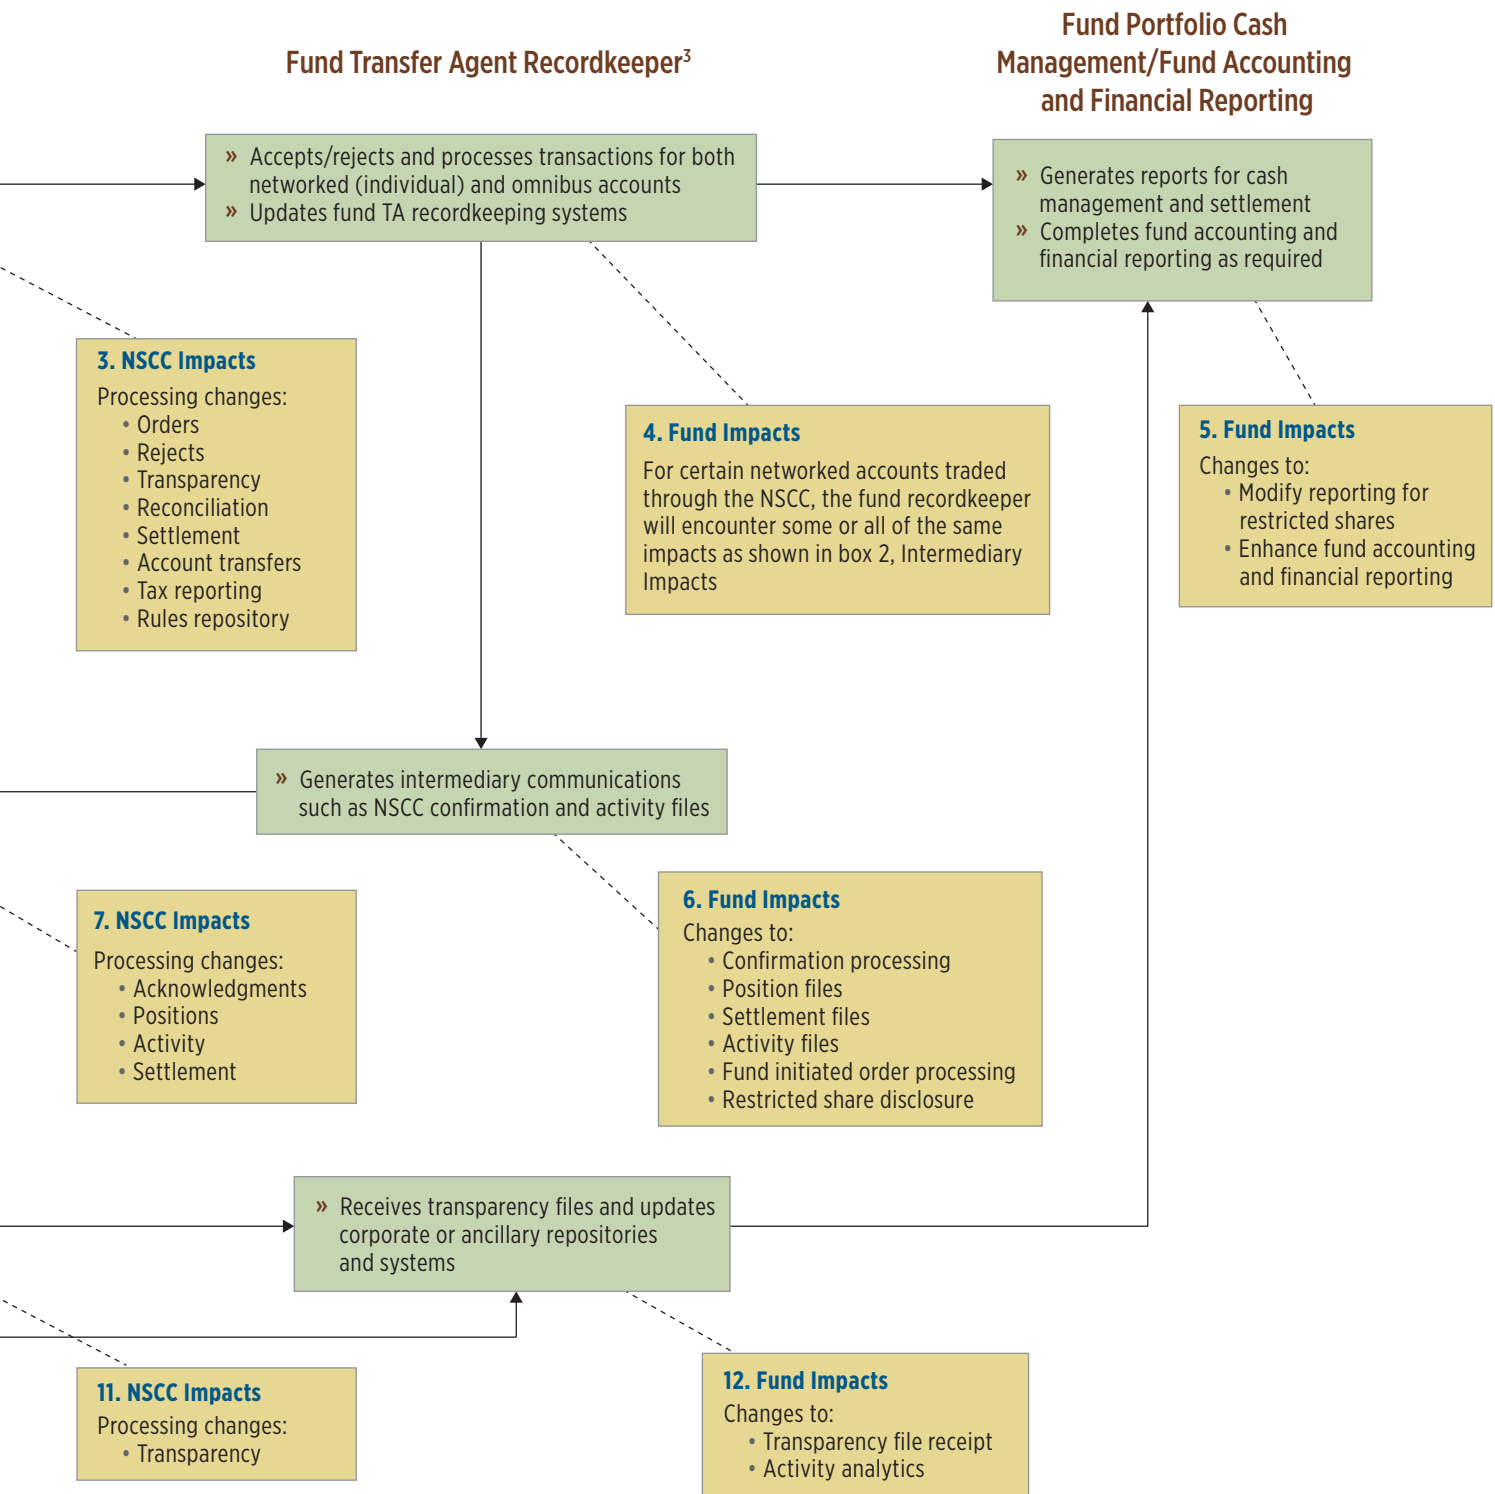 Fund Transfer Agent Recordkeeper³
Fund Portfolio Cash
Management/Fund Accounting
and Financial Reporting
» Accepts/rejects and processes transactions for both
networked (individual) and omnibus accounts
» Updates fund TA recordkeeping systems
» Generates reports for cash
management and settlement
» Completes fund accounting and
financial reporting as required
3. NSCC Impacts
Processing changes:
• Orders
• Rejects
• Transparency
• Reconciliation
• Settlement
• Account transfers
• Tax reporting
• Rules repository
4. Fund Impacts
For certain networked accounts traded
through the NSCC, the fund recordkeeper
will encounter some or all of the same
impacts as shown in box 2, Intermediary
Impacts
5. Fund Impacts
Changes to:
• Modify reporting for
restricted shares
• Enhance fund accounting
and financial reporting
» Generates intermediary communications
such as NSCC confirmation and activity files
7. NSCC Impacts
Processing changes:
• Acknowledgments
• Positions
• Activity
• Settlement
6. Fund Impacts
Changes to:
• Confirmation processing
• Position files
• Settlement files
• Activity files
• Fund initiated order processing
• Restricted share disclosure
» Receives transparency files and updates
corporate or ancillary repositories
and systems
11. NSCC Impacts
Processing changes:
• Transparency
12. Fund Impacts
Changes to:
• Transparency file receipt
• Activity analytics